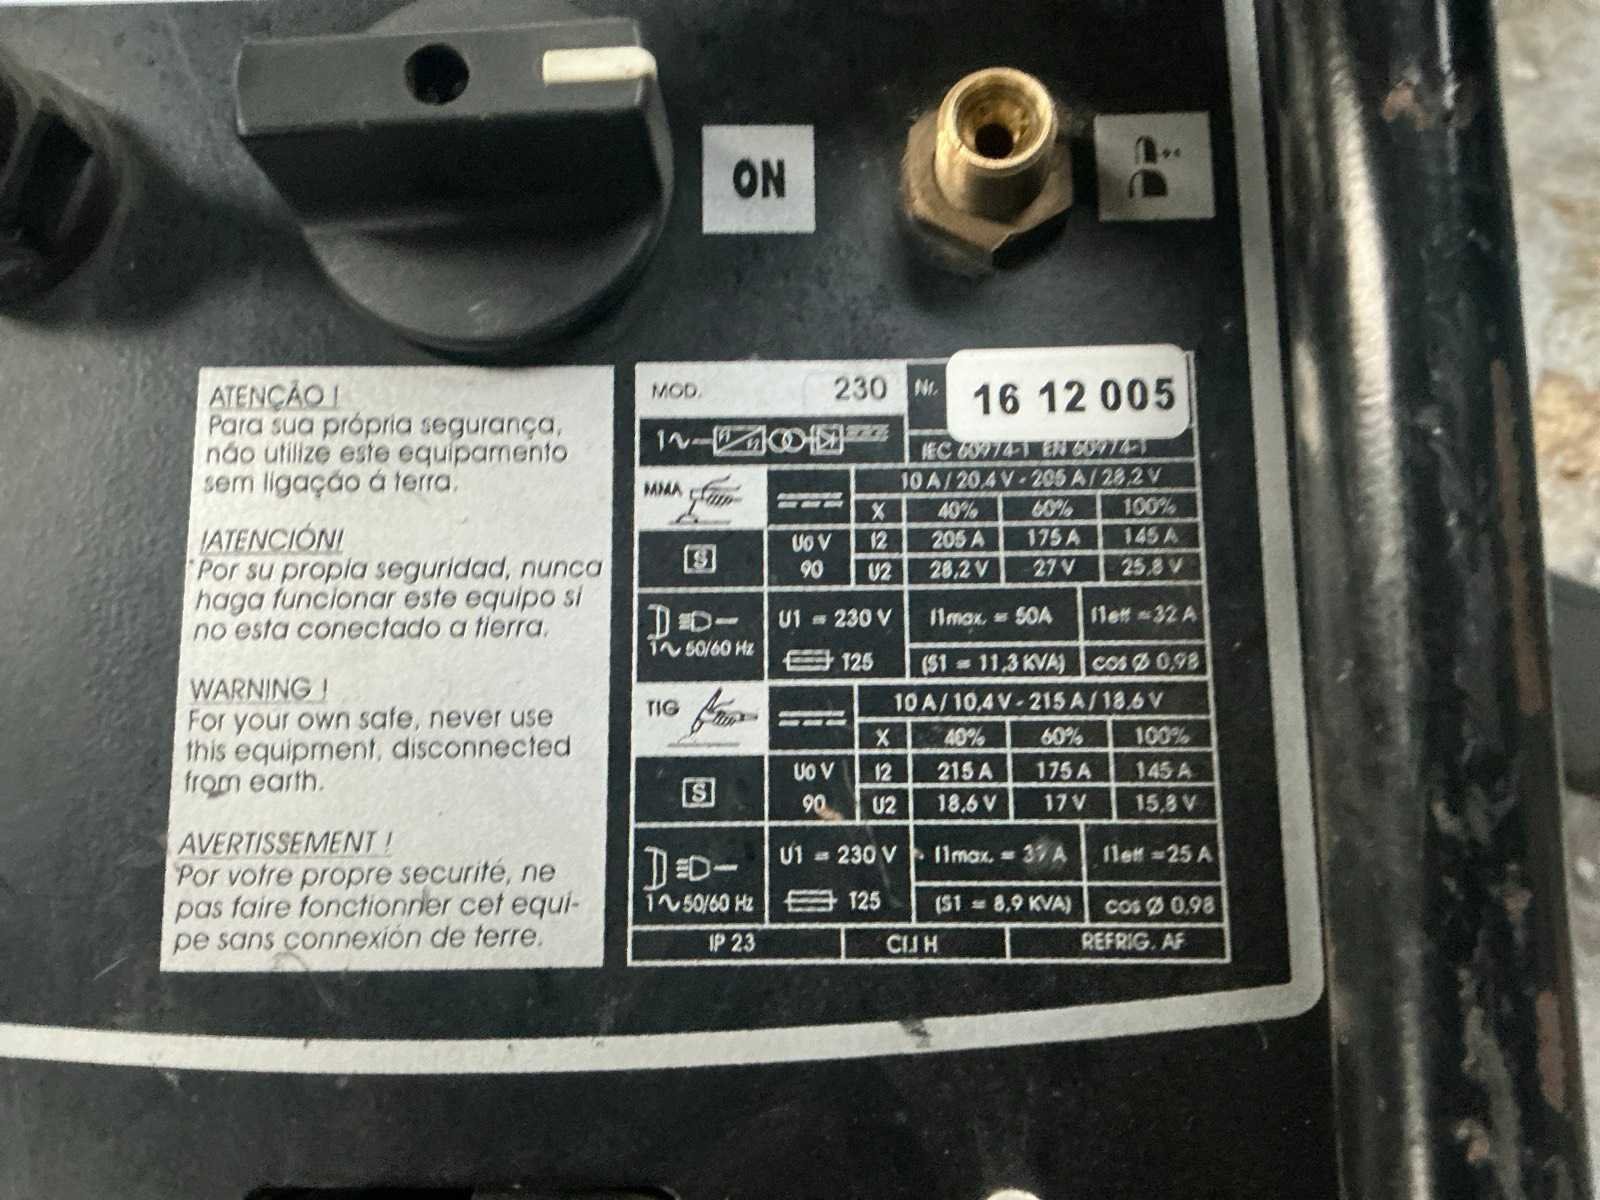 ON
ATENÇÃO !
Para sua própria segurança,
não utilize este equipamento
sem ligação á terra.
¡ATENCIÓN!
Por su propia seguridad, nunca
haga funcionar este equipo si
no esta conectado a tierra.
WARNING !
For your own safe, never use
this equipment, disconnected
from earth.
AVERTISSEMENT !
Por votre propre securité, ne
pas faire fonctionner cet equi-
pe sans connexión de terre.
MOD. 230 Nr. 16 12 005
1~ IEC 60974-1 EN 60974-1
MMA 10 A / 20,4 V - 205 A / 28,2 V
X 40% 60% 100%
S U0 V I2 205 A 175 A 145 A
90 U2 28,2 V 27 V 25,8 V
U1 = 230 V I1max. = 50A I1eff =32 A
1~ 50/60 Hz T25 (S1 = 11,3 KVA) cos Ø 0,98
TIG 10 A / 10,4 V - 215 A / 18,6 V
X 40% 60% 100%
S U0 V I2 215 A 175 A 145 A
90 U2 18,6 V 17 V 15,8 V
U1 = 230 V I1max. = 39 A I1eff =25 A
1~ 50/60 Hz T25 (S1 = 8,9 KVA) cos Ø 0,98
IP 23 Cl.I H REFRIG. AF